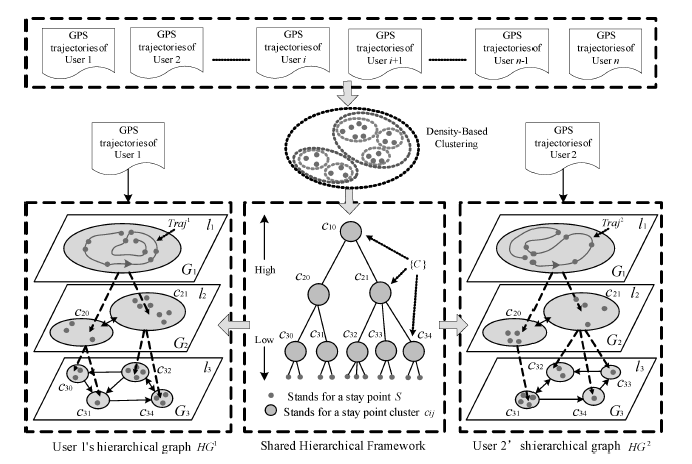 GPS trajectories of User 1
GPS trajectories of User 2
GPS trajectories of User i
GPS trajectories of User i+1
GPS trajectories of User n-1
GPS trajectories of User n
Density-Based
Clustering
GPS trajectories of User 1
GPS trajectories of User 2
Traj1
l1
G1
c20
c21
l2
G2
c30
c31
c32
c34
l3
G3
High
Low
c10
c20
c21
{C}
c30
c31
c32
c33
c34
Stands for a stay point S
Stands for a stay point cluster cij
Traj2
l1
G1
c20
c21
l2
G2
c31
c32
c33
c34
l3
G3
User 1's hierarchical graph HG1
Shared Hierarchical Framework
User 2’ shierarchical graph HG2